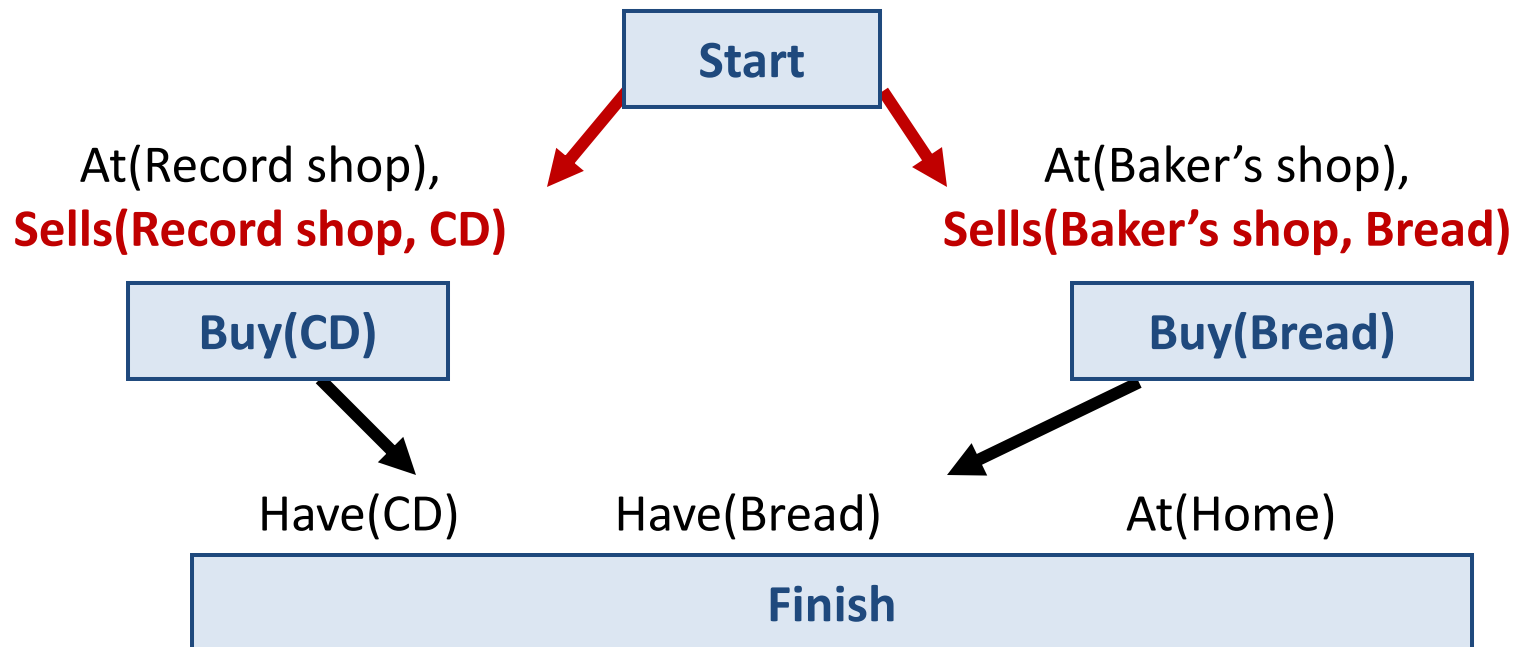 Start
At(Record shop),
Sells(Record shop, CD)
At(Baker’s shop),
Sells(Baker’s shop, Bread)
Buy(CD)
Buy(Bread)
Have(CD)
Have(Bread)
At(Home)
Finish